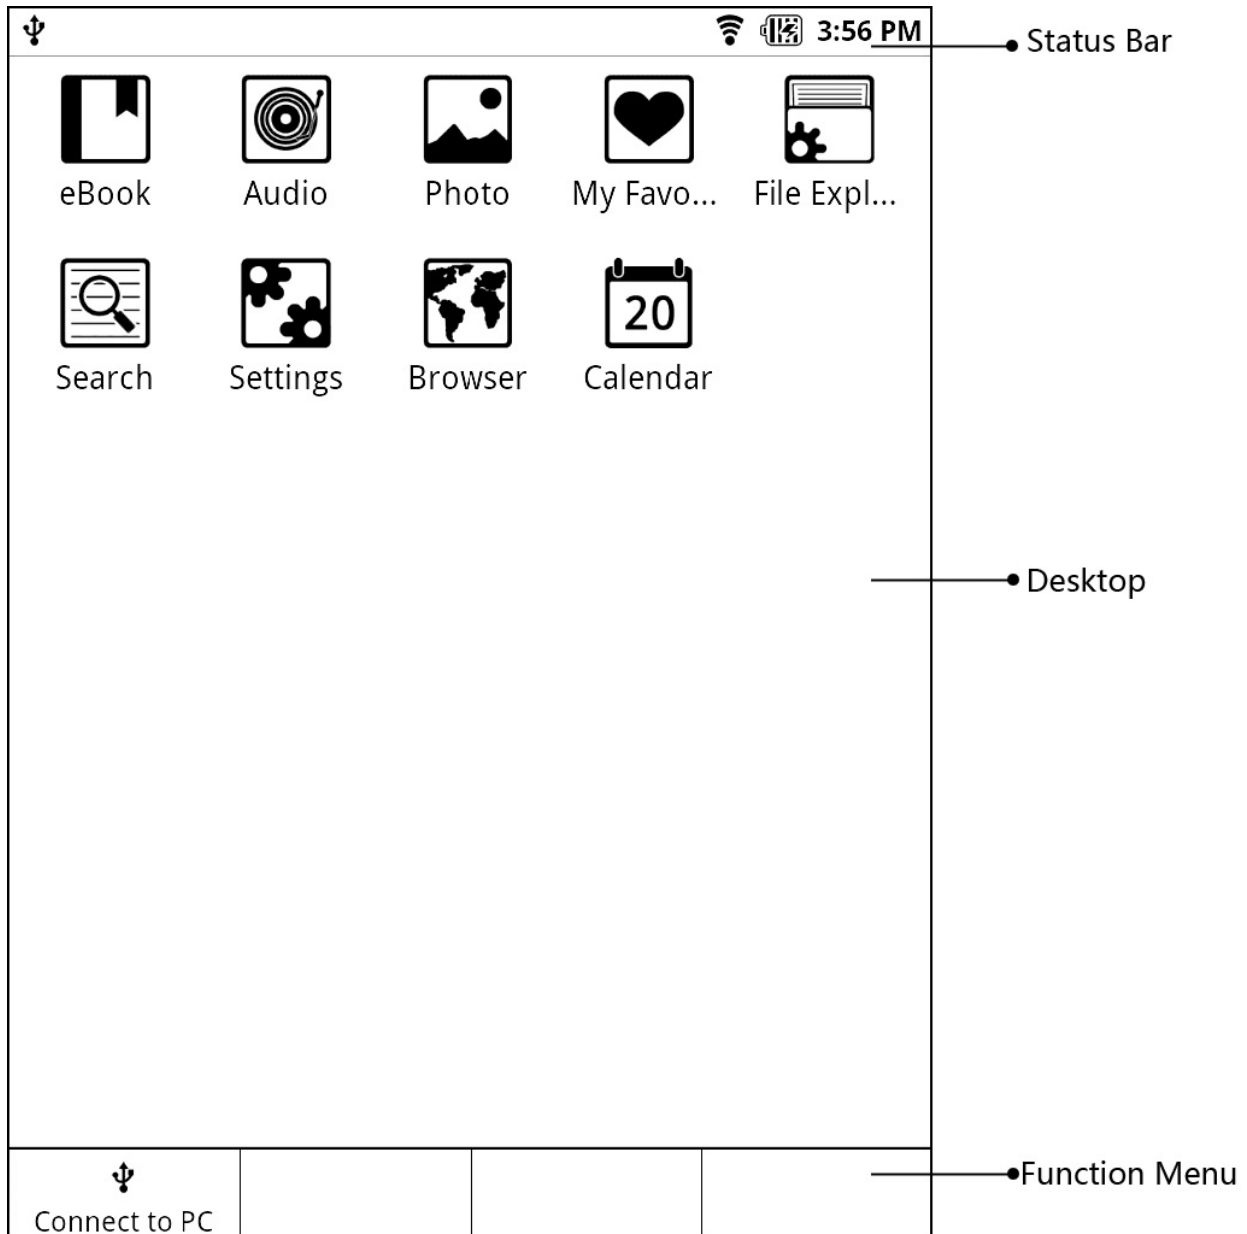 3:56 PM
Status Bar
eBook
Audio
Photo
My Favo...
File Expl...
20
Search
Settings
Browser
Calendar
Desktop
Function Menu
Connect to PC